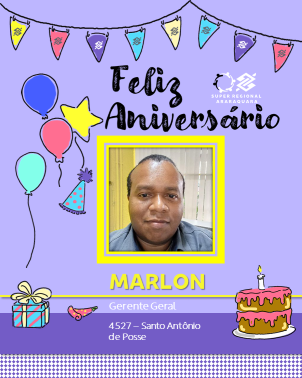 Feliz
Aniversário
SUPER REGIONAL
ARARAQUARA
MARLON
Gerente Geral
4527 – Santo Antônio
de Posse